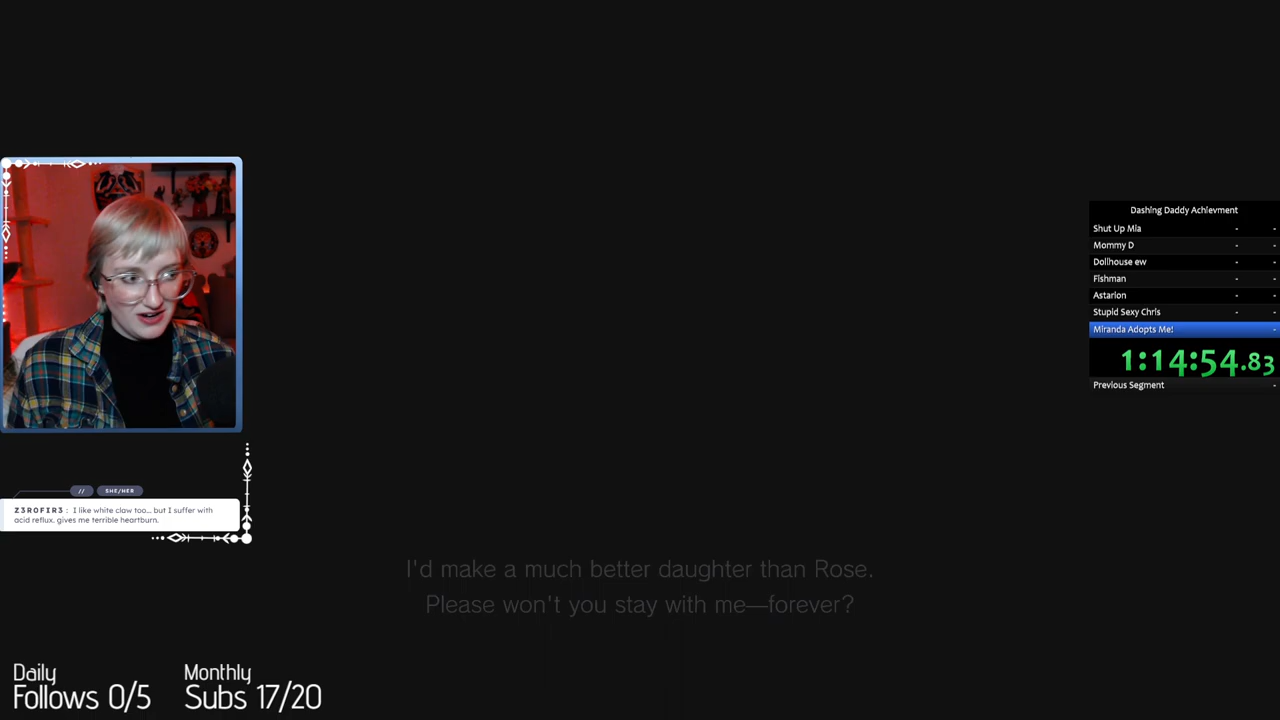 Dashing Daddy Achievment
Shut Up Mia - -
Mommy D - -
Dollhouse ew - -
Fishman - -
Astarion - -
Stupid Sexy Chris - -
Miranda Adopts Me! -
1:14:54.83
Previous Segment -
// SHE/HER
Z3R0FIR3 : I like white claw too... but I suffer with
acid reflux. gives me terrible heartburn.
I'd make a much better daughter than Rose.
Please won't you stay with me—forever?
Daily Monthly
Follows 0/5 Subs 17/20